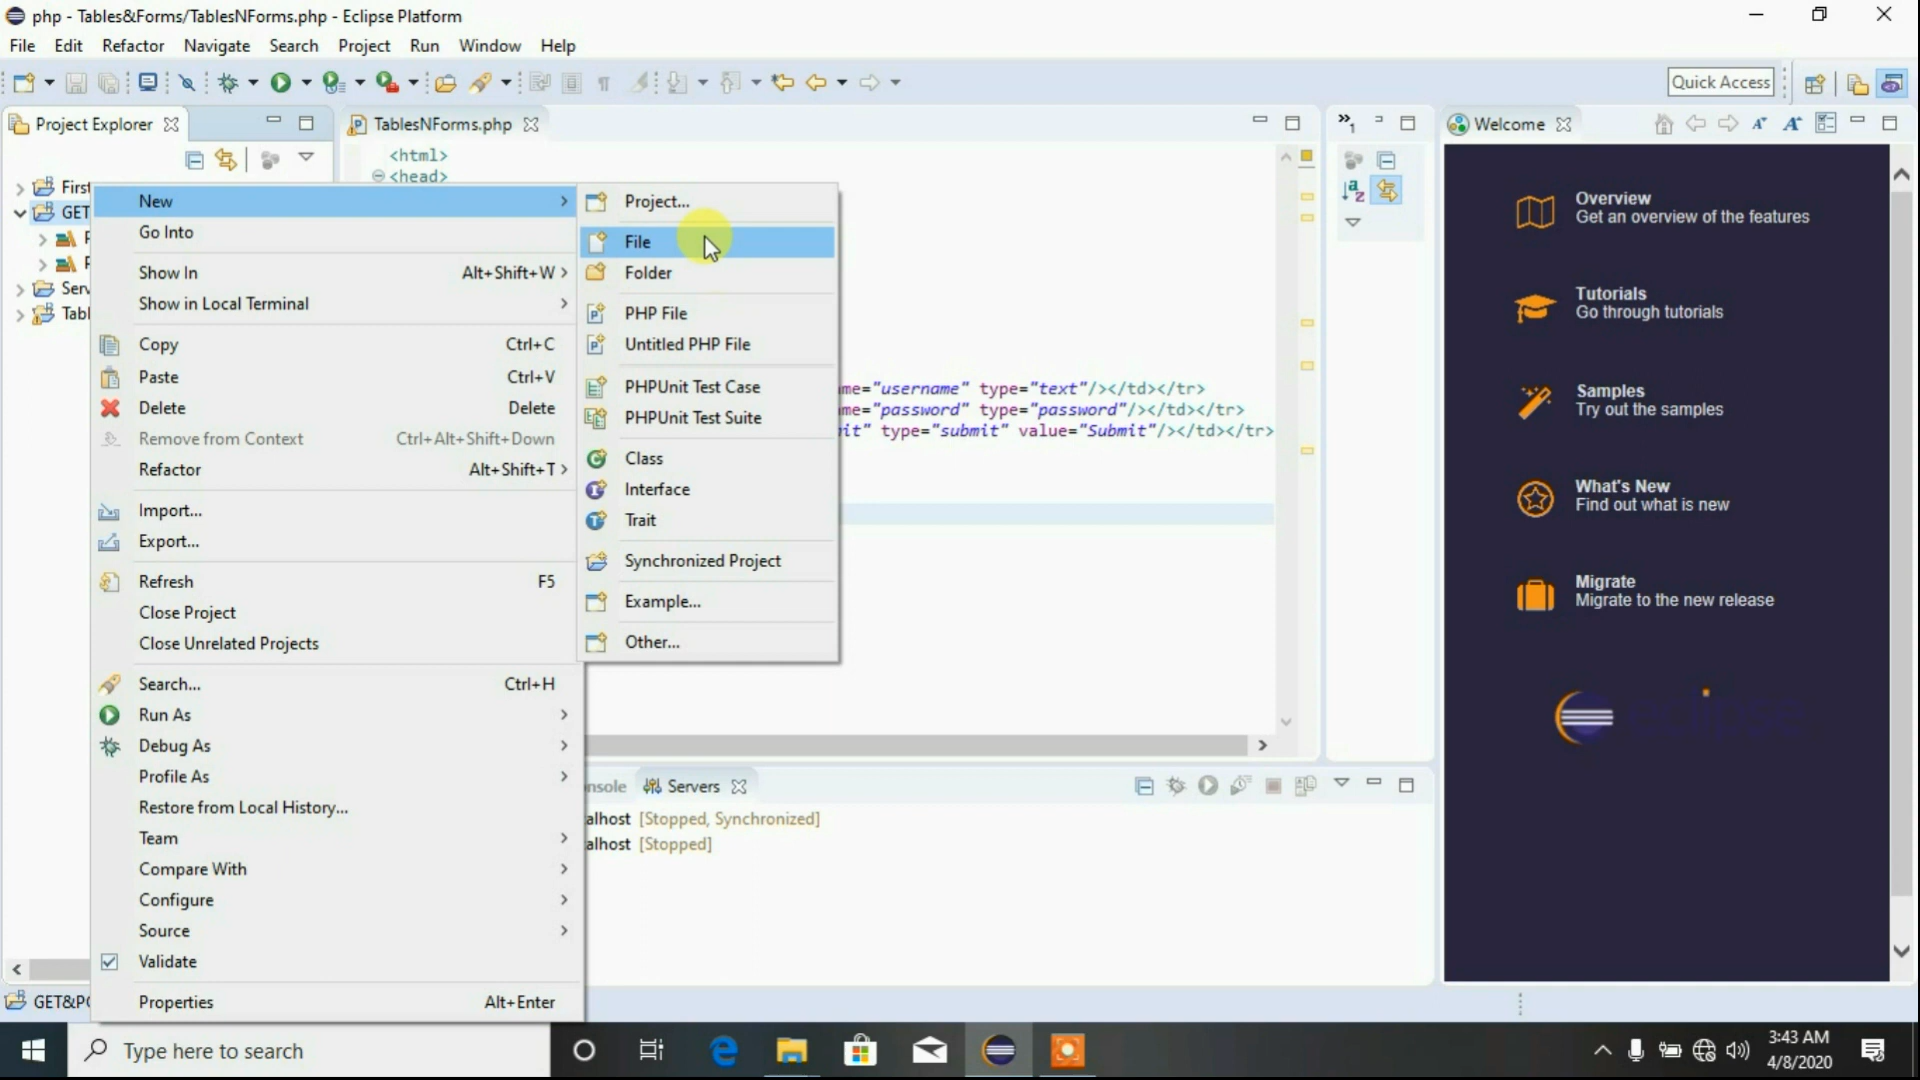 php - Tables&Forms/TablesNForms.php - Eclipse Platform
File Edit Refactor Navigate Search Project Run Window Help
Quick Access
Project Explorer
TablesNForms.php
Welcome
<html>
<head>
First
GET
Serv
Tabl
New
Go Into
Show In Alt+Shift+W
Show in Local Terminal
Copy Ctrl+C
Paste Ctrl+V
Delete Delete
Remove from Context Ctrl+Alt+Shift+Down
Refactor Alt+Shift+T
Import...
Export...
Refresh F5
Close Project
Close Unrelated Projects
Search... Ctrl+H
Run As
Debug As
Profile As
Restore from Local History...
Team
Compare With
Configure
Source
Validate
Properties Alt+Enter
Project...
File
Folder
PHP File
Untitled PHP File
PHPUnit Test Case
PHPUnit Test Suite
Class
Interface
Trait
Synchronized Project
Example...
Other...
me="username" type="text"/></td></tr>
me="password" type="password"/></td></tr>
it" type="submit" value="Submit"/></td></tr>
nsole Servers
alhost [Stopped, Synchronized]
alhost [Stopped]
Overview
Get an overview of the features
Tutorials
Go through tutorials
Samples
Try out the samples
What's New
Find out what is new
Migrate
Migrate to the new release
eclipse
GET&PO
Type here to search
3:43 AM
4/8/2020